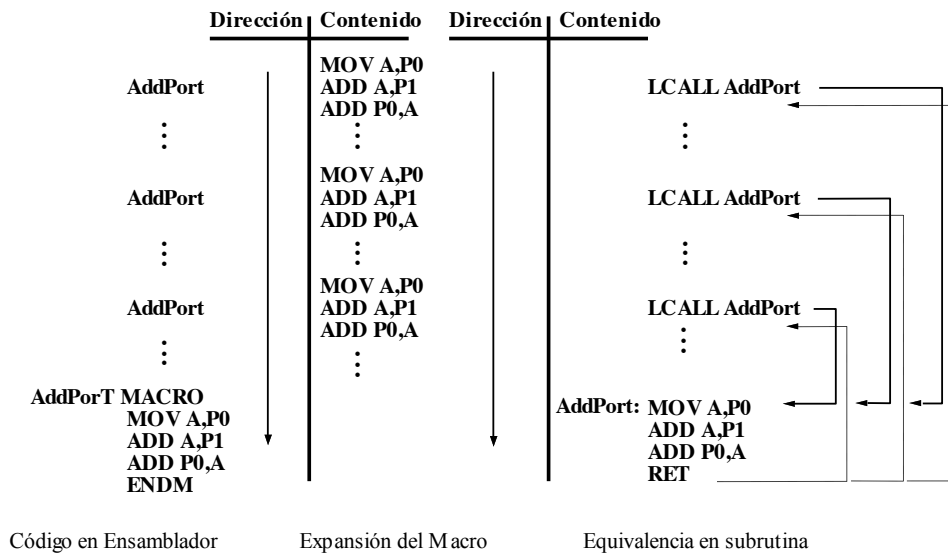 Dirección Contenido Dirección Contenido
MOV A,P0
AddPort ADD A,P1 LCALL AddPort
ADD P0,A
MOV A,P0
AddPort ADD A,P1 LCALL AddPort
ADD P0,A
MOV A,P0
AddPort ADD A,P1 LCALL AddPort
ADD P0,A
AddPorT MACRO AddPort: MOV A,P0
MOV A,P0 ADD A,P1
ADD A,P1 ADD P0,A
ADD P0,A RET
ENDM
Código en Ensamblador Expansión del Macro Equivalencia en subrutina